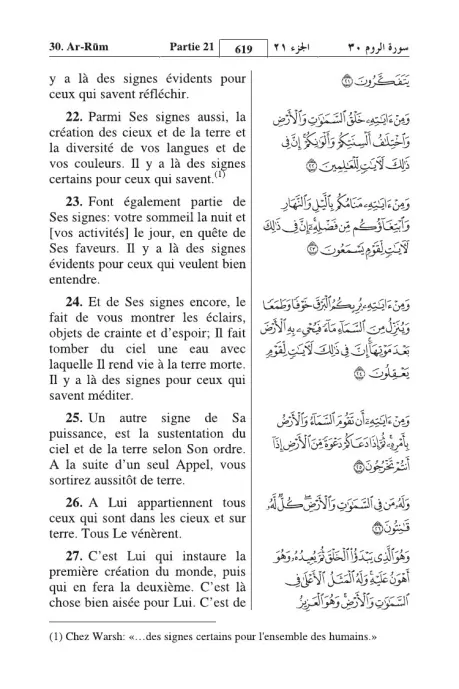 30. Ar-Rūm Partie 21 619 الجزء ٢١ سورة الروم ٣٠
y a là des signes évidents pour
ceux qui savent réfléchir.
22. Parmi Ses signes aussi, la
création des cieux et de la terre et
la diversité de vos langues et de
vos couleurs. Il y a là des signes
certains pour ceux qui savent.(1)
23. Font également partie de
Ses signes: votre sommeil la nuit et
[vos activités] le jour, en quête de
Ses faveurs. Il y a là des signes
évidents pour ceux qui veulent bien
entendre.
24. Et de Ses signes encore, le
fait de vous montrer les éclairs,
objets de crainte et d'espoir; Il fait
tomber du ciel une eau avec
laquelle Il rend vie à la terre morte.
Il y a là des signes pour ceux qui
savent méditer.
25. Un autre signe de Sa
puissance, est la sustentation du
ciel et de la terre selon Son ordre.
A la suite d'un seul Appel, vous
sortirez aussitôt de terre.
26. A Lui appartiennent tous
ceux qui sont dans les cieux et sur
terre. Tous Le vénèrent.
27. C'est Lui qui instaure la
première création du monde, puis
qui en fera la deuxième. C'est là
chose bien aisée pour Lui. C'est de
يَتَفَكَّرُونَ ٢١
وَمِنْ ءَايَٰتِهِۦ خَلْقُ ٱلسَّمَٰوَٰتِ وَٱلْأَرْضِ
وَٱخْتِلَٰفُ أَلْسِنَتِكُمْ وَأَلْوَٰنِكُمْ إِنَّ فِي
ذَٰلِكَ لَءَايَٰتٍ لِّلْعَٰلِمِينَ ٢٢
وَمِنْ ءَايَٰتِهِۦ مَنَامُكُم بِٱلَّيْلِ وَٱلنَّهَارِ
وَٱبْتِغَآؤُكُم مِّن فَضْلِهِۦٓ إِنَّ فِي ذَٰلِكَ
لَءَايَٰتٍ لِّقَوْمٍ يَسْمَعُونَ ٢٣
وَمِنْ ءَايَٰتِهِۦ يُرِيكُمُ ٱلْبَرْقَ خَوْفًا وَطَمَعًا
وَيُنَزِّلُ مِنَ ٱلسَّمَآءِ مَآءً فَيُحْيِۦ بِهِ ٱلْأَرْضَ
بَعْدَ مَوْتِهَآ إِنَّ فِي ذَٰلِكَ لَءَايَٰتٍ لِّقَوْمٍ
يَعْقِلُونَ ٢٤
وَمِنْ ءَايَٰتِهِۦٓ أَن تَقُومَ ٱلسَّمَآءُ وَٱلْأَرْضُ
بِأَمْرِهِۦ ثُمَّ إِذَا دَعَاكُمْ دَعْوَةً مِّنَ ٱلْأَرْضِ إِذَآ
أَنتُمْ تَخْرُجُونَ ٢٥
وَلَهُۥ مَن فِي ٱلسَّمَٰوَٰتِ وَٱلْأَرْضِ كُلٌّ لَّهُۥ
قَٰنِتُونَ ٢٦
وَهُوَ ٱلَّذِي يَبْدَؤُا۟ ٱلْخَلْقَ ثُمَّ يُعِيدُهُۥ وَهُوَ
أَهْوَنُ عَلَيْهِ وَلَهُ ٱلْمَثَلُ ٱلْأَعْلَىٰ فِي
ٱلسَّمَٰوَٰتِ وَٱلْأَرْضِ وَهُوَ ٱلْعَزِيزُ
(1) Chez Warsh: «…des signes certains pour l'ensemble des humains.»